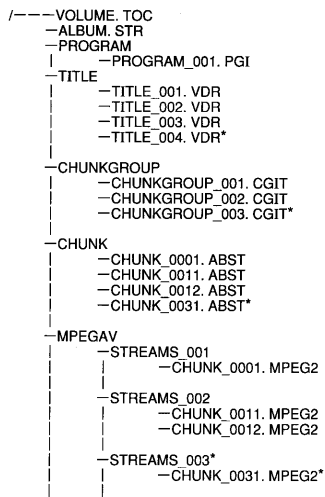 /---VOLUME. TOC
-ALBUM. STR
-PROGRAM
-PROGRAM_001. PGI
-TITLE
-TITLE_001. VDR
-TITLE_002. VDR
-TITLE_003. VDR
-TITLE_004. VDR*
-CHUNKGROUP
-CHUNKGROUP_001. CGIT
-CHUNKGROUP_002. CGIT
-CHUNKGROUP_003. CGIT*
-CHUNK
-CHUNK_0001. ABST
-CHUNK_0011. ABST
-CHUNK_0012. ABST
-CHUNK_0031. ABST*
-MPEGAV
-STREAMS_001
-CHUNK_0001. MPEG2
-STREAMS_002
-CHUNK_0011. MPEG2
-CHUNK_0012. MPEG2
-STREAMS_003*
-CHUNK_0031. MPEG2*